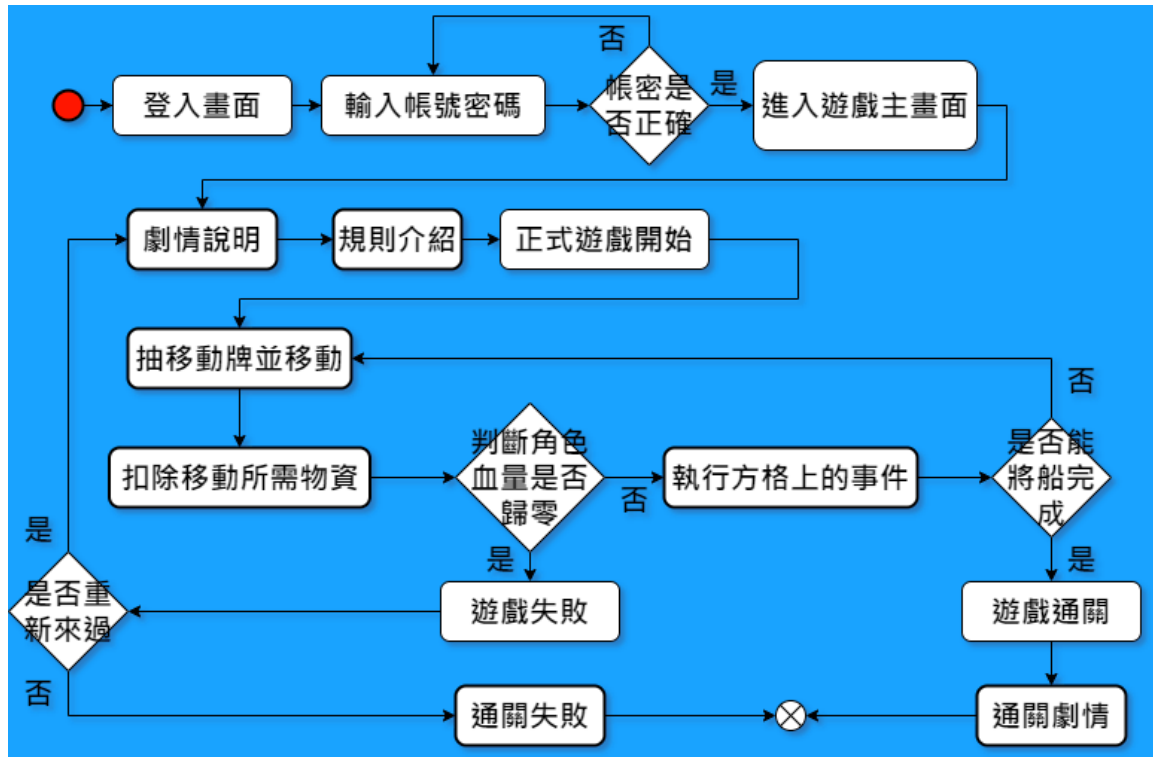 否
登入畫面
輸入帳號密碼
帳密是
否正確
是
進入遊戲主畫面
劇情說明
規則介紹
正式遊戲開始
抽移動牌並移動
否
扣除移動所需物資
判斷角色
血量是否
歸零
否
執行方格上的事件
是否能
將船完
成
是
是
是
是否重
新來過
遊戲失敗
遊戲通關
否
通關失敗
通關劇情